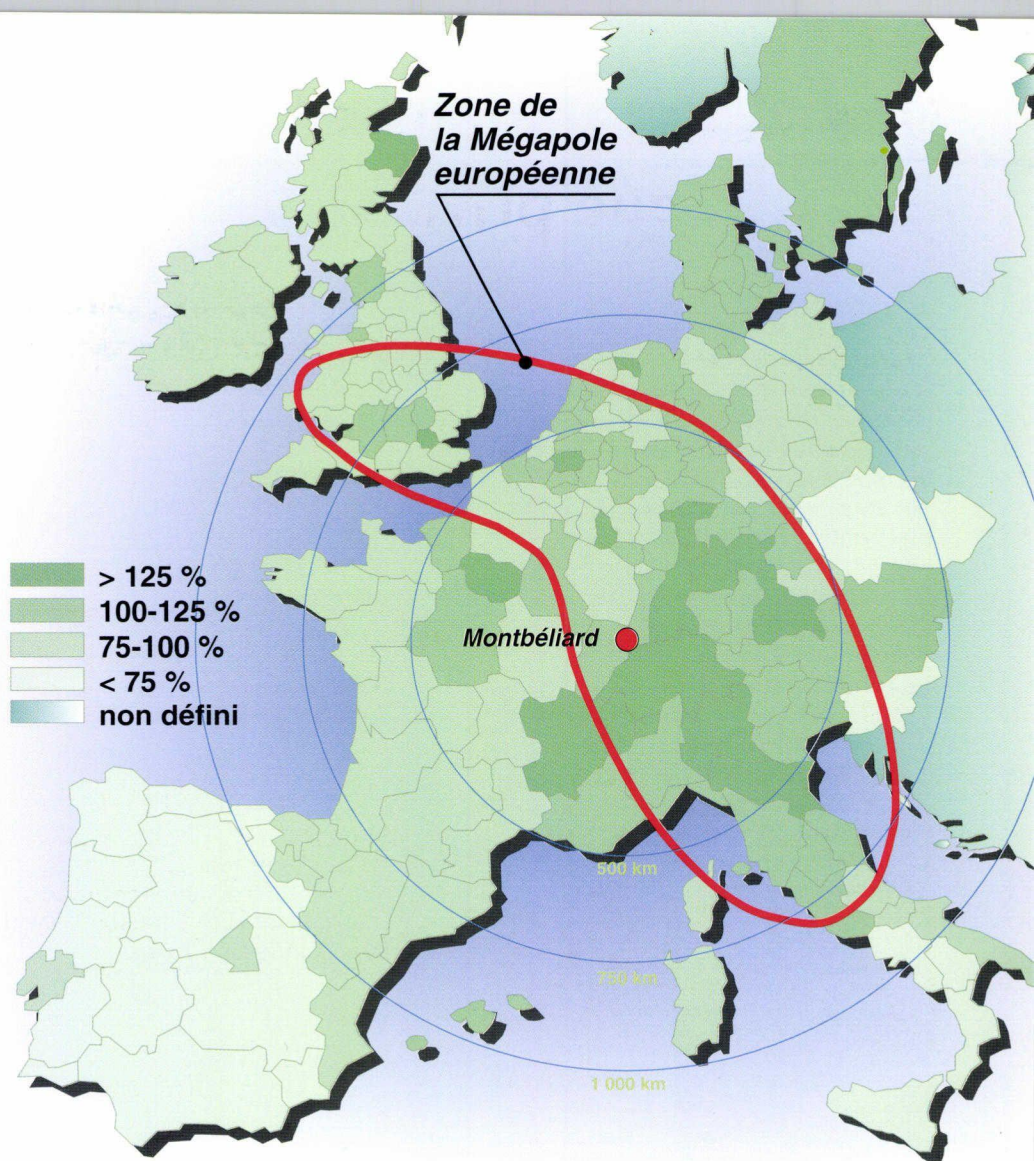 Zone de
la Mégapole
européenne
> 125 %
100-125 %
75-100 %
< 75 %
non défini
Montbéliard
500 km
750 km
1 000 km